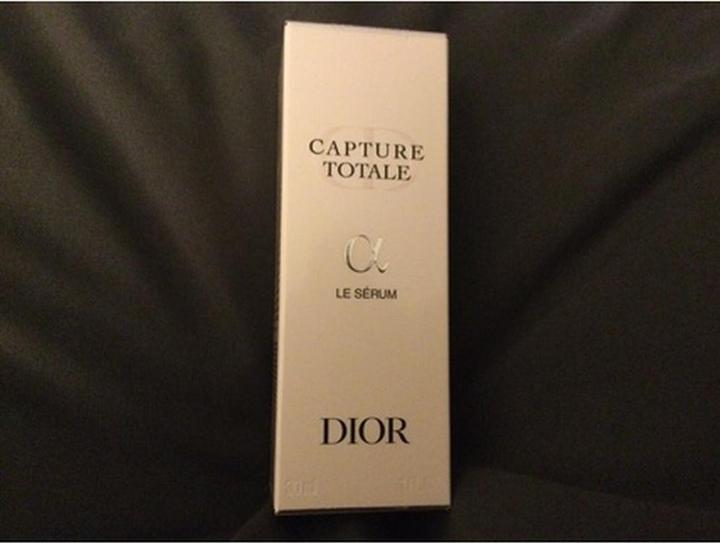 CAPTURE
TOTALE
α
LE SÉRUM
DIOR